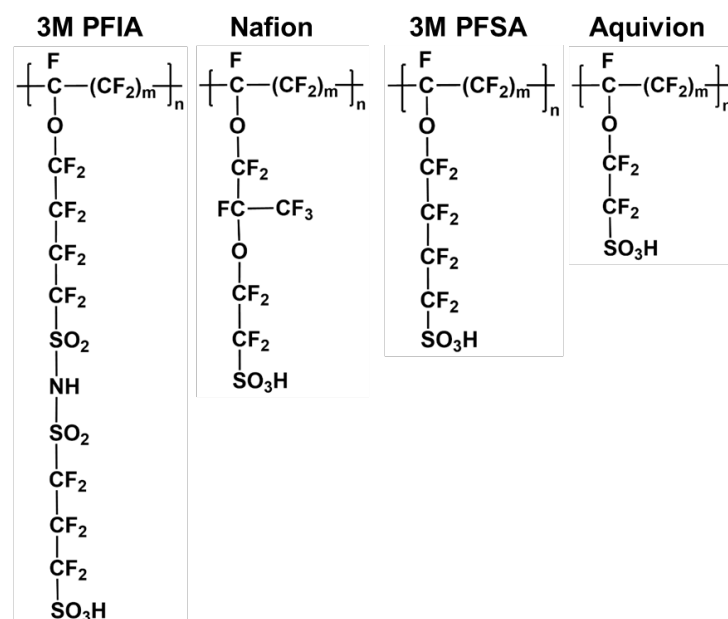 3M PFIA
F
C—(CF2)m
n
O
CF2
CF2
CF2
CF2
SO2
NH
SO2
CF2
CF2
CF2
SO3H
Nafion
F
C—(CF2)m
n
O
CF2
FC—CF3
O
CF2
CF2
SO3H
3M PFSA
F
C—(CF2)m
n
O
CF2
CF2
CF2
CF2
SO3H
Aquivion
F
C—(CF2)m
n
O
CF2
CF2
SO3H